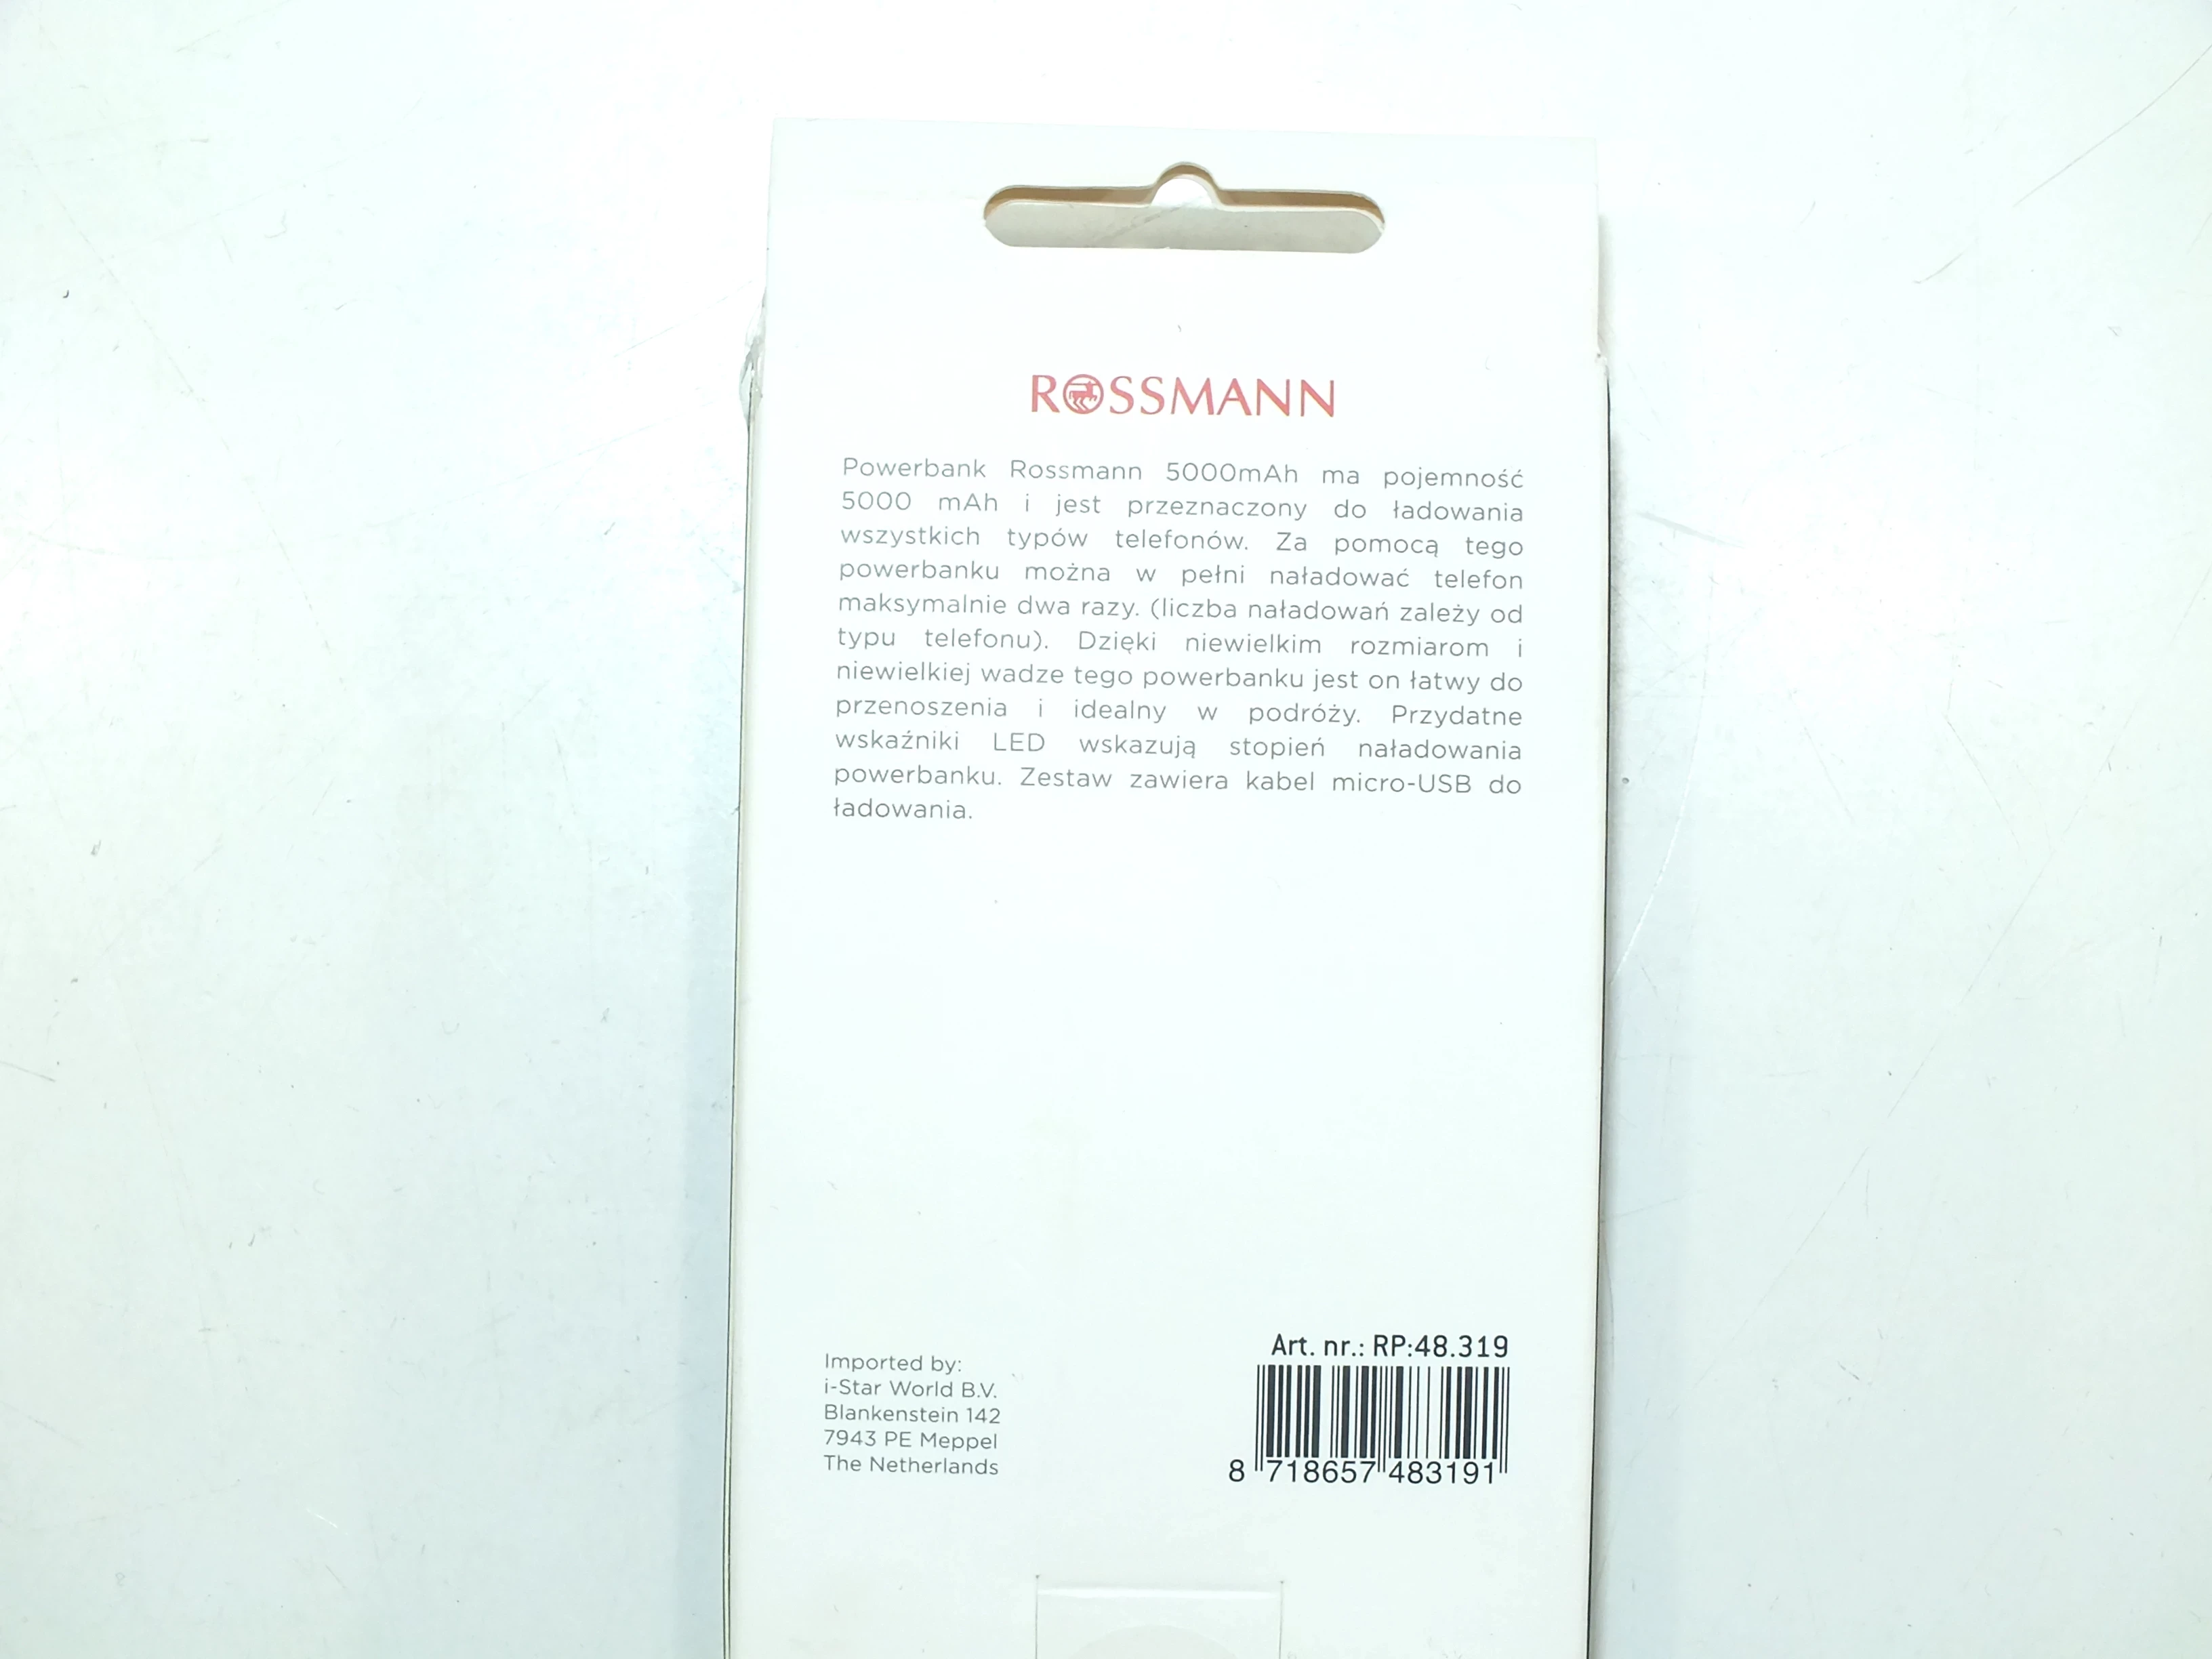 ROSSMANN
Powerbank Rossmann 5000mAh ma pojemność
5000 mAh i jest przeznaczony do ładowania
wszystkich typów telefonów. Za pomocą tego
powerbanku można w pełni naładować telefon
maksymalnie dwa razy. (liczba naładowań zależy od
typu telefonu). Dzięki niewielkim rozmiarom i
niewielkiej wadze tego powerbanku jest on łatwy do
przenoszenia i idealny w podróży. Przydatne
wskaźniki LED wskazują stopień naładowania
powerbanku. Zestaw zawiera kabel micro-USB do
ładowania.
Imported by:
i-Star World B.V.
Blankenstein 142
7943 PE Meppel
The Netherlands
Art. nr.: RP:48.319
8 718657 483191